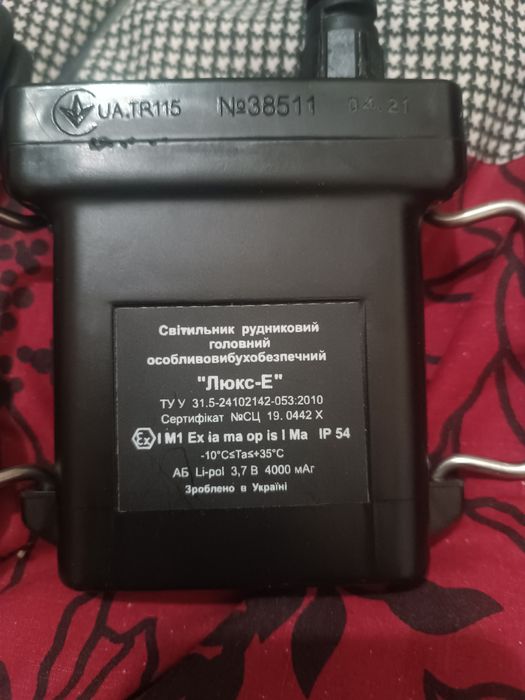 UA.TR115 №38511 04.21
Світильник рудниковий
головний
особливовибухобезпечний
"Люкс-Е"
ТУ У 31.5-24102142-053:2010
Сертифікат №СЦ 19.0442 Х
Ex I M1 Ex ia ma op is I Ma IP 54
-10°C≤Ta≤+35°C
АБ Li-pol 3,7 В 4000 мАг
Зроблено в Україні